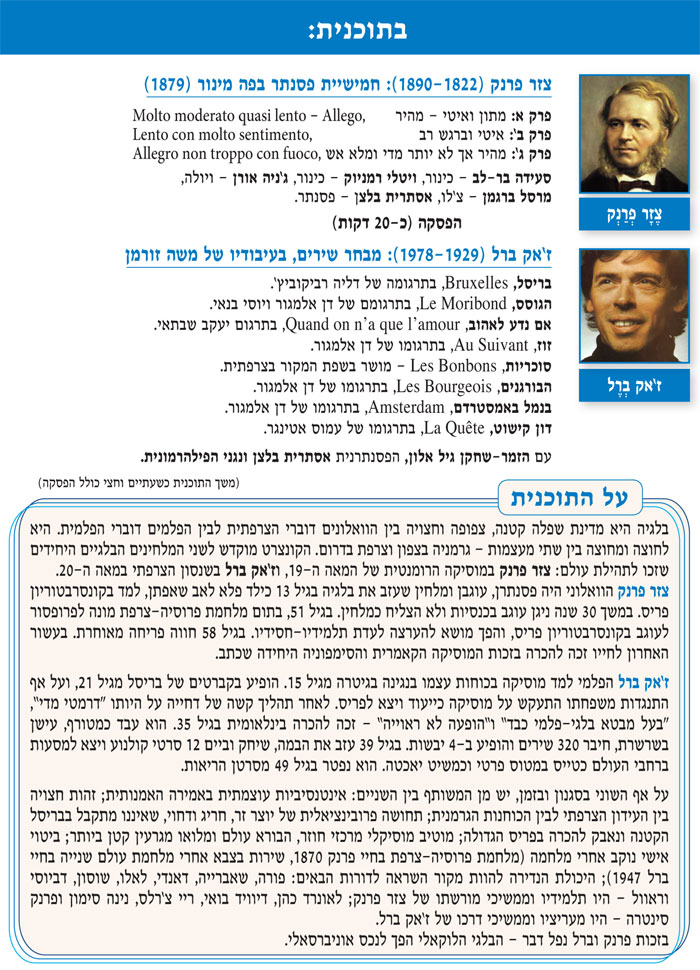 בתוכנית:
צזר פרנק (1822-1890): חמישיית פסנתר בפה מינור (1879)
פרק א: מתון ואיטי - מהיר Molto moderato quasi lento - Allego,
פרק ב': איטי וברגש רב Lento con molto sentimento,
פרק ג': מהיר אך לא יותר מדי ומלא אש Allegro non troppo con fuoco,
סעידה בר-לב - כינור, ויטלי רמניוק - כינור, ג'ניה אורן - ויולה,
מרסל ברגמן - צ'לו, אסתרית בלצן - פסנתר.
הפסקה (כ-20 דקות)
צֶזָר פְרַנְק
ז'אק ברל (1929-1978): מבחר שירים, בעיבודיו של משה זורמן
בריסל, Bruxelles, בתרגומה של דליה רביקוביץ'.
הגוסס, Le Moribond, בתרגומם של דן אלמגור ויוסי בנאי.
אם נדע לאהוב, Quand on n'a que l'amour, בתרגום יעקב שבתאי.
זוז, Au Suivant, בתרגומו של דן אלמגור.
סוכריות, Les Bonbons - מושר בשפת המקור בצרפתית.
הבורגנים, Les Bourgeois, בתרגומו של דן אלמגור.
בנמל באמסטרדם, Amsterdam, בתרגומו של דן אלמגור.
דון קישוט, La Quête, בתרגומו של עמוס אטינגר.
ז'אק בְּרֶל
עם הזמר-שחקן גיל אלון, הפסנתרנית אסתרית בלצן ונגני הפילהרמונית.
(משך התוכנית כשעתיים וחצי כולל הפסקה)
על התוכנית
בלגיה היא מדינת שפלה קטנה, צפופה וחצויה בין הוואלונים דוברי הצרפתית לבין הפלמים דוברי הפלמית. היא
לחוצה ומחוצה בין שתי מעצמות - גרמניה בצפון וצרפת בדרום. הקונצרט מוקדש לשני המלחינים הבלגיים היחידים
שזכו לתהילת עולם: צזר פרנק במוסיקה הרומנטית של המאה ה-19, וז'אק ברל בשנסון הצרפתי במאה ה-20.
צזר פרנק הוואלוני היה פסנתרן, עוגבן ומלחין שעזב את בלגיה בגיל 13 כילד פלא לאב שאפתן, למד בקונסרבטוריון
פריס. במשך 30 שנה ניגן עוגב בכנסיות ולא הצליח כמלחין. בגיל 51, בתום מלחמת פרוסיה-צרפת מונה לפרופסור
לעוגב בקונסרבטוריון פריס, והפך מושא להערצה לעדת תלמידיו-חסידיו. בגיל 58 חווה פריחה מאוחרת. בעשור
האחרון לחייו זכה להכרה בזכות המוסיקה הקאמרית והסימפוניה היחידה שכתב.
ז'אק ברל הפלמי למד מוסיקה בכוחות עצמו בנגינה בגיטרה מגיל 15. הופיע בקברטים של בריסל מגיל 21, ועל אף
התנגדות משפחתו התעקש על מוסיקה כייעוד ויצא לפריס. לאחר תהליך קשה של דחייה על היותו "דרמטי מדי",
"בעל מבטא בלגי-פלמי כבד" ו"הופעה לא ראוייה" - זכה להכרה בינלאומית בגיל 35. הוא עבד כמטורף, עישן
בשרשרת, חיבר 320 שירים והופיע ב-4 יבשות. בגיל 39 עזב את הבמה, שיחק וביים 12 סרטי קולנוע ויצא למסעות
ברחבי העולם כטייס במטוס פרטי וכמשיט יאכטה. הוא נפטר בגיל 49 מסרטן הריאות.
על אף השוני בסגנון ובזמן, יש מן המשותף בין השניים: אינטנסיביות עוצמתית באמירה האמנותית; זהות חצויה
בין העידון הצרפתי לבין הכוחניות הגרמנית; תחושה פרובינציאלית של יוצר זר, חריג ודחוי, שאיננו מתקבל בבריסל
הקטנה ונאבק להכרה בפריס הגדולה; מוטיב מוסיקלי מרכזי חוזר, הבורא עולם ומלואו מגרעין קטן ביותר; ביטוי
אישי נוקב אחרי מלחמה (מלחמת פרוסיה-צרפת בחיי פרנק 1870, שירות בצבא אחרי מלחמת עולם שנייה בחיי
ברל 1947); היכולת הנדירה להוות מקור השראה לדורות הבאים: פורה, שאברייה, דאנדי, לאלו, שוסון, דביוסי
וראוול - היו תלמידיו וממשיכי מורשתו של צזר פרנק; לאונרד כהן, דיוויד בואי, ריי צ'רלס, נינה סימון ופרנק
סינטרה - היו מעריציו וממשיכי דרכו של ז'אק ברל.
בזכות פרנק וברל נפל דבר - הבלגי הלוקאלי הפך לנכס אוניברסאלי.